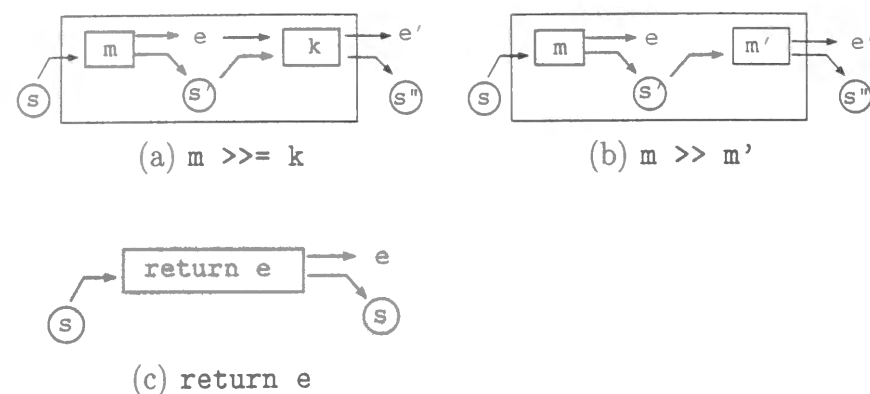 m e k e'
s s' s"
(a) m >>= k
m e m' e'
s s' s"
(b) m >> m'
return e e
s s
(c) return e